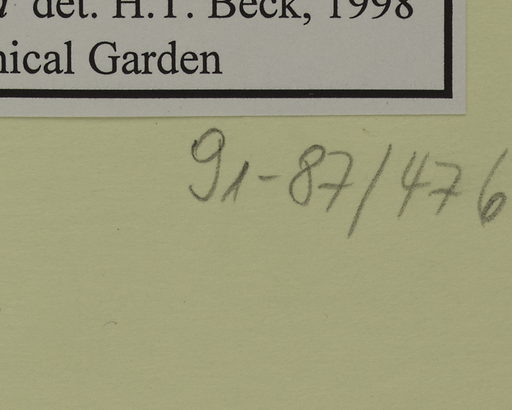 det. H.T. Beck, 1998
nical Garden
91-87/476